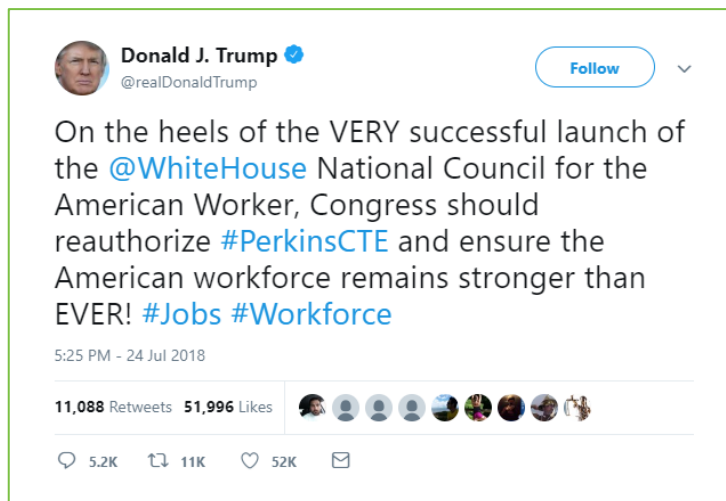 Donald J. Trump
@realDonaldTrump
Follow
On the heels of the VERY successful launch of
the @WhiteHouse National Council for the
American Worker, Congress should
reauthorize #PerkinsCTE and ensure the
American workforce remains stronger than
EVER! #Jobs #Workforce
5:25 PM - 24 Jul 2018
11,088 Retweets 51,996 Likes
5.2K 11K 52K